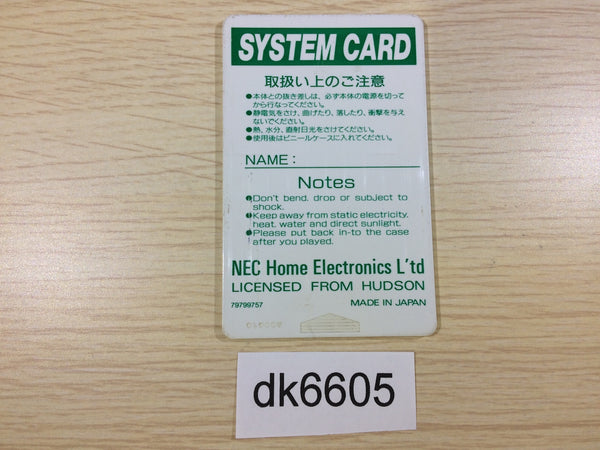 SYSTEM CARD
取扱い上のご注意
●本体との抜き差しは、必ず本体の電源を切って
から行なってください。
●静電気をさけ、曲げたり、落したり、衝撃を与え
ないでください。
●熱、水分、直射日光をさけてください。
●使用後はビニールケースに入れてください。
NAME:
Notes
●Don't bend, drop or subject to
shock.
●Keep away from static electricity,
heat, water and direct sunlight.
●Please put back in-to the case
after you played.
NEC Home Electronics L'td
LICENSED FROM HUDSON
79799757 MADE IN JAPAN
dk6605